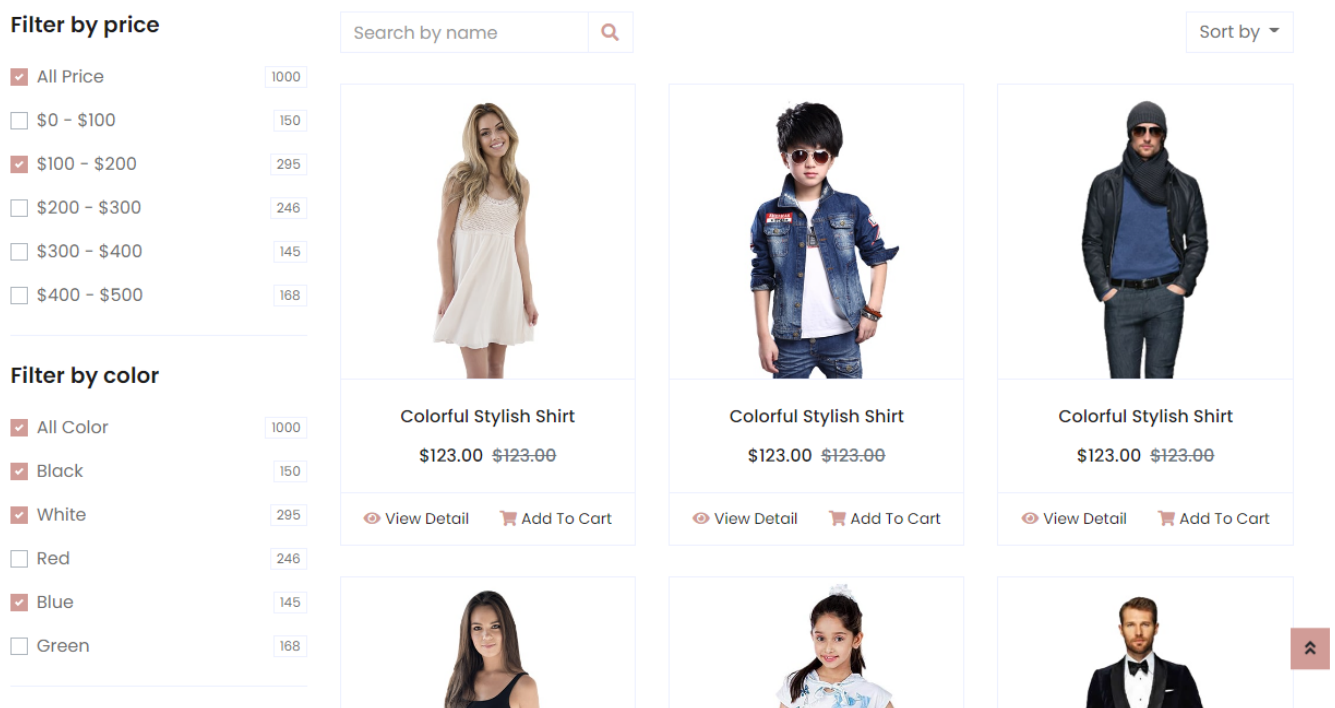 Filter by price
All Price 1000
$0 - $100 150
$100 - $200 295
$200 - $300 246
$300 - $400 145
$400 - $500 168
Filter by color
All Color 1000
Black 150
White 295
Red 246
Blue 145
Green 168
Search by name
Sort by
Colorful Stylish Shirt
$123.00 $123.00
View Detail Add To Cart
Colorful Stylish Shirt
$123.00 $123.00
View Detail Add To Cart
Colorful Stylish Shirt
$123.00 $123.00
View Detail Add To Cart